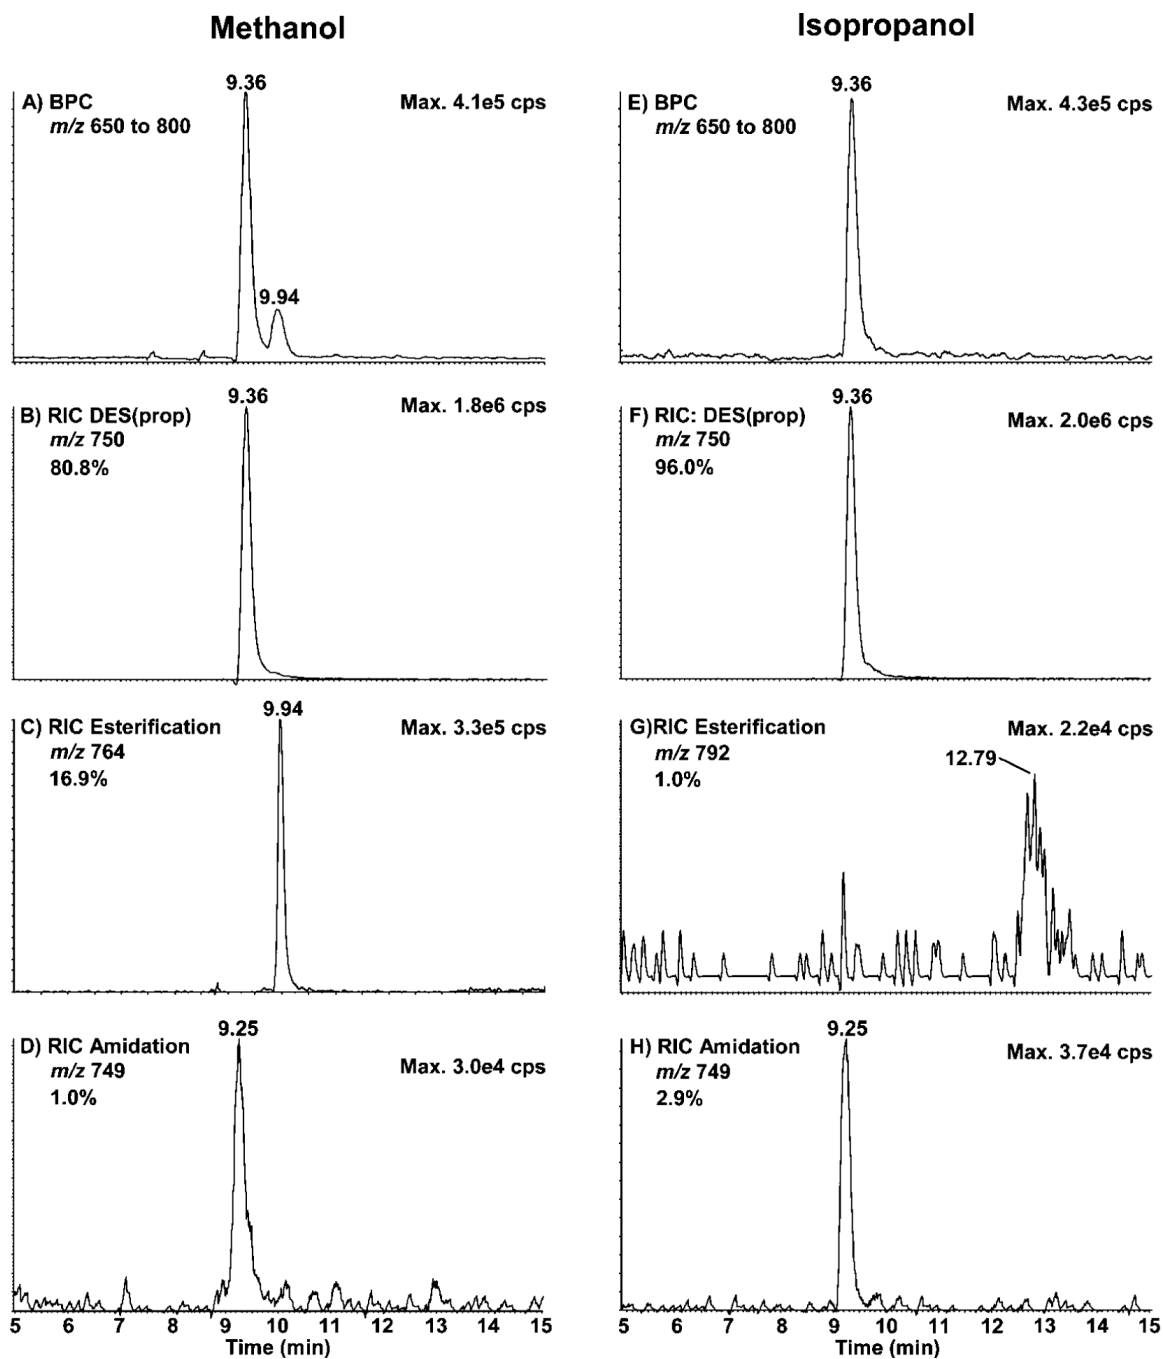 Methanol
9.36
A) BPC
m/z 650 to 800
Max. 4.1e5 cps
9.94
9.36
B) RIC DES(prop)
m/z 750
80.8%
Max. 1.8e6 cps
9.94
C) RIC Esterification
m/z 764
16.9%
Max. 3.3e5 cps
9.25
D) RIC Amidation
m/z 749
1.0%
Max. 3.0e4 cps
5 6 7 8 9 10 11 12 13 14 15
Time (min)
Isopropanol
9.36
E) BPC
m/z 650 to 800
Max. 4.3e5 cps
9.36
F) RIC: DES(prop)
m/z 750
96.0%
Max. 2.0e6 cps
G)RIC Esterification
m/z 792
1.0%
Max. 2.2e4 cps
12.79
9.25
H) RIC Amidation
m/z 749
2.9%
Max. 3.7e4 cps
5 6 7 8 9 10 11 12 13 14 15
Time (min)